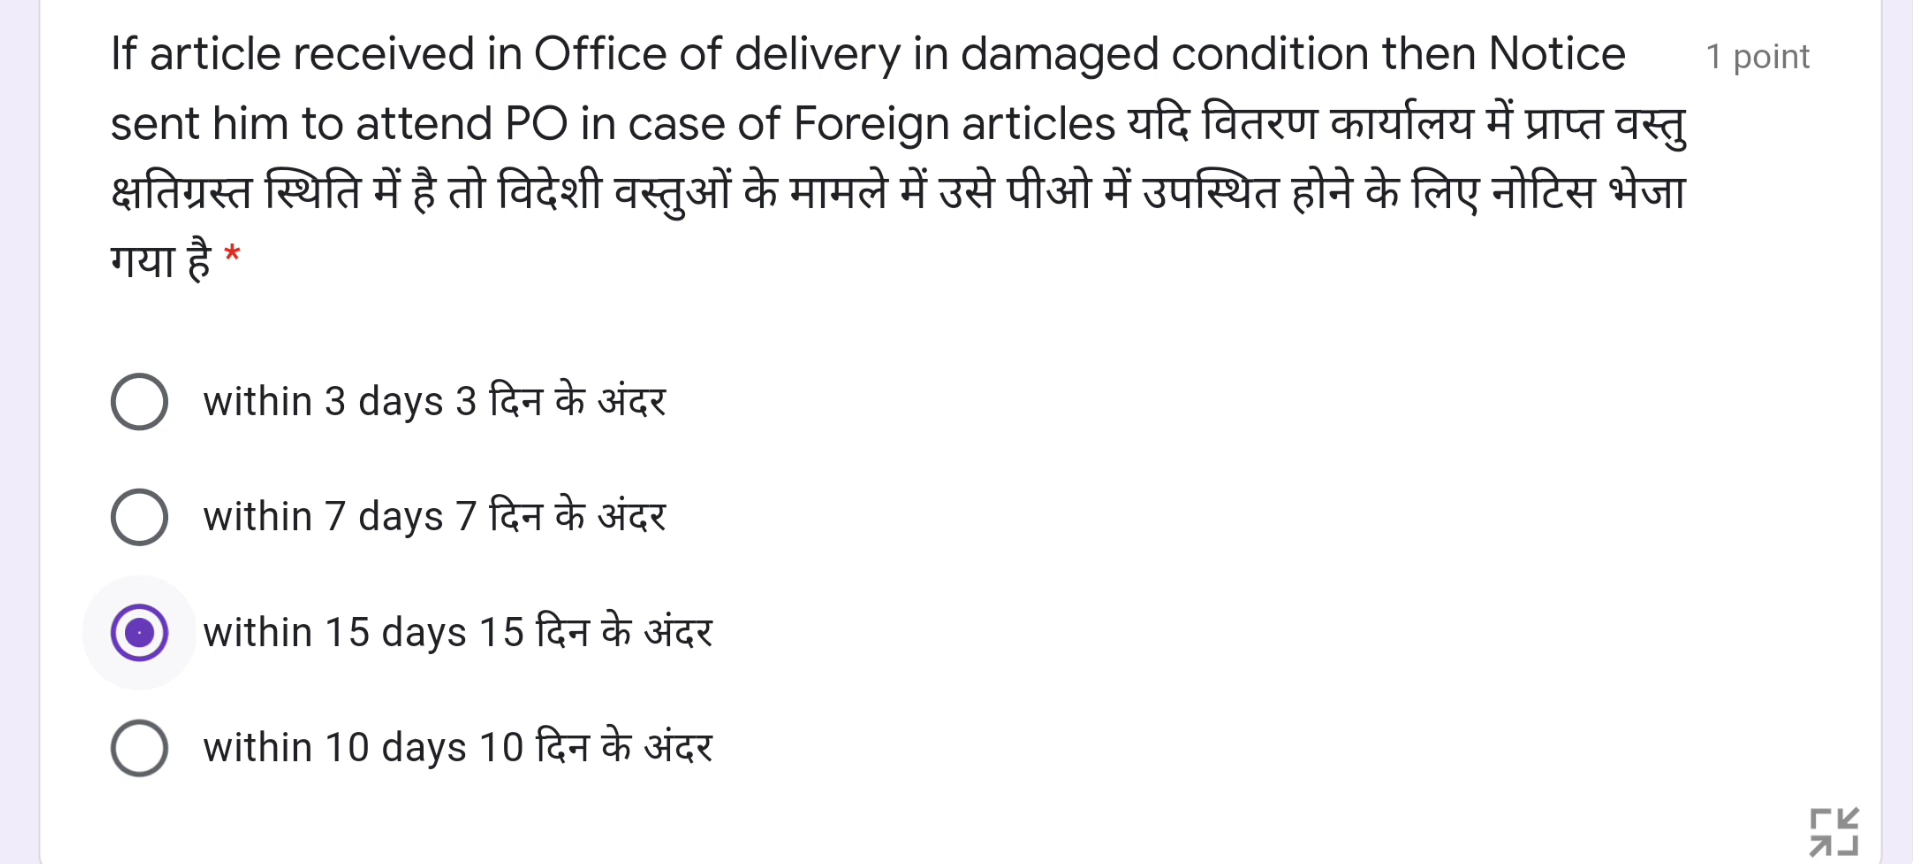 If article received in Office of delivery in damaged condition then Notice 1 point
sent him to attend PO in case of Foreign articles यदि वितरण कार्यालय में प्राप्त वस्तु
क्षतिग्रस्त स्थिति में है तो विदेशी वस्तुओं के मामले में उसे पीओ में उपस्थित होने के लिए नोटिस भेजा
गया है *
within 3 days 3 दिन के अंदर
within 7 days 7 दिन के अंदर
within 15 days 15 दिन के अंदर
within 10 days 10 दिन के अंदर